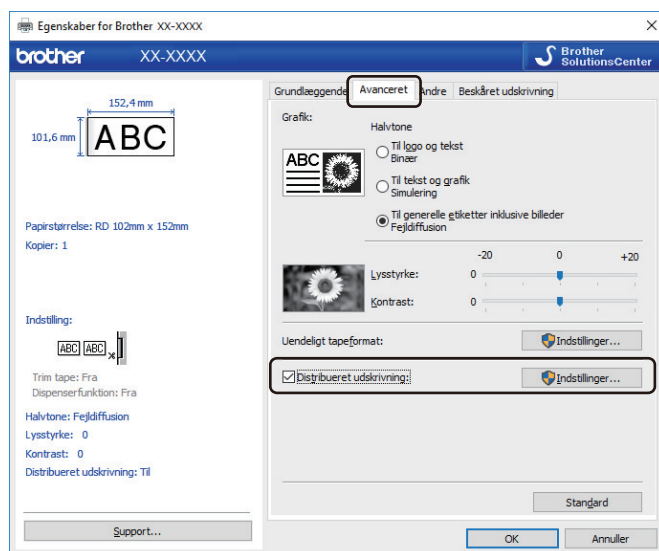 Egenskaber for Brother XX-XXXX
brother XX-XXXX
Brother
SolutionsCenter
152,4 mm
101,6 mm
ABC
Papirstørrelse: RD 102mm x 152mm
Kopier: 1
Indstilling:
ABC ABC
Trim tape: Fra
Dispenserfunktion: Fra
Halvtone: Fejldiffusion
Lysstyrke: 0
Kontrast: 0
Distribueret udskrivning: Til
Support...
Grundlæggende Avanceret Andre Beskåret udskrivning
Grafik:
ABC
Halvtone
Til logo og tekst
Binær
Til tekst og grafik
Simulering
Til generelle etiketter inklusive billeder
Fejldiffusion
-20 0 +20
Lysstyrke: 0
Kontrast: 0
Uendeligt tapeformat: Indstillinger...
Distribueret udskrivning: Indstillinger...
Standard
OK Annuller